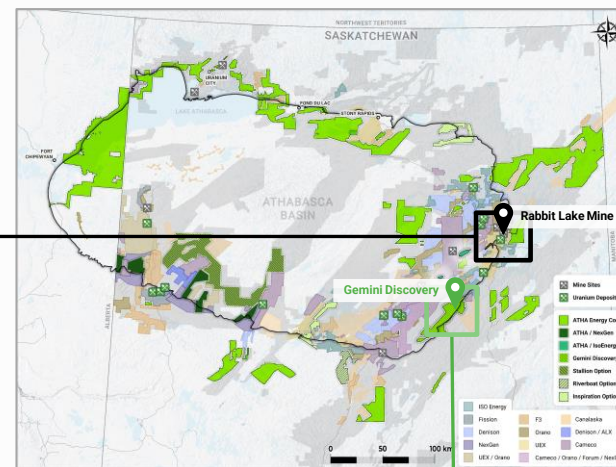 NORTHWEST TERRITORIES
SASKATCHEWAN
URANIUM
CITY
LAKE ATHABASCA
FOND DU LAC
STONY RAPIDS
FORT
CHIPEWYAN
ATHABASCA
BASIN
Rabbit Lake Mine
MANITOBA
Gemini Discovery
ALBERTA
Mine Sites
Uranium Deposit
ATHA Energy Co
ATHA / NexGen
ATHA / IsoEnerg
Gemini Discover
Stallion Option
Riverboat Option
Inspiration Optio
ISO Energy
Fission
F3
Canalaska
Denison
Orano
Denison / ALX
NexGen
UEX
Cameco
UEX / Orano
Cameco / Orano / Forum / Nex
0
50
100 km